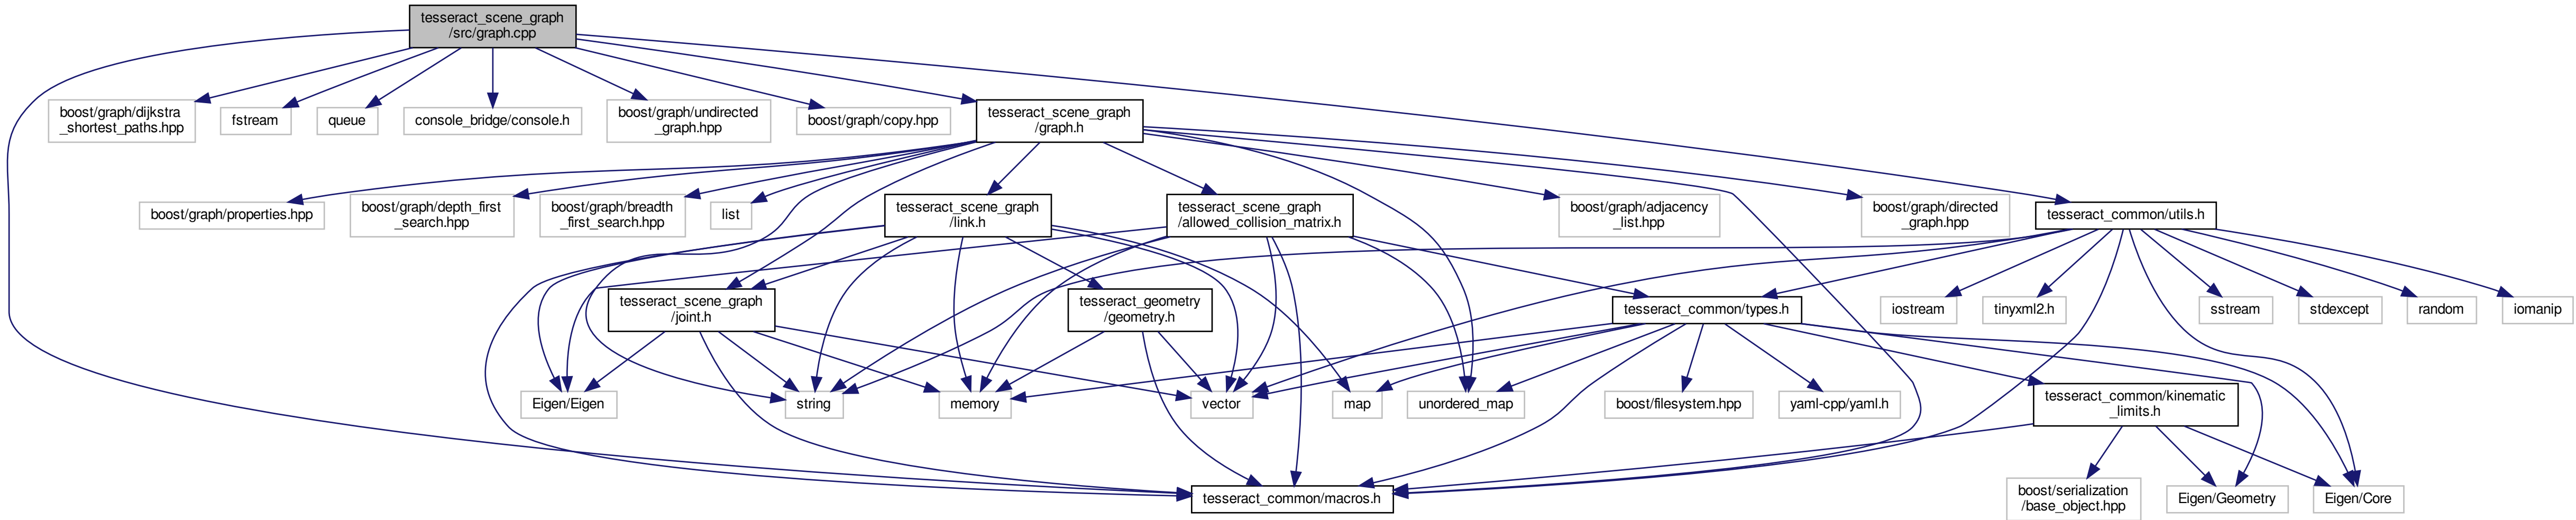 tesseract_scene_graph
/src/graph.cpp
boost/graph/dijkstra
_shortest_paths.hpp
fstream
queue
console_bridge/console.h
boost/graph/undirected
_graph.hpp
boost/graph/copy.hpp
tesseract_scene_graph
/graph.h
boost/graph/properties.hpp
boost/graph/depth_first
_search.hpp
boost/graph/breadth
_first_search.hpp
list
tesseract_scene_graph
/link.h
tesseract_scene_graph
/allowed_collision_matrix.h
boost/graph/adjacency
_list.hpp
boost/graph/directed
_graph.hpp
tesseract_common/utils.h
tesseract_scene_graph
/joint.h
tesseract_geometry
/geometry.h
tesseract_common/types.h
iostream
tinyxml2.h
sstream
stdexcept
random
iomanip
Eigen/Eigen
string
memory
vector
map
unordered_map
boost/filesystem.hpp
yaml-cpp/yaml.h
tesseract_common/kinematic
_limits.h
tesseract_common/macros.h
boost/serialization
/base_object.hpp
Eigen/Geometry
Eigen/Core